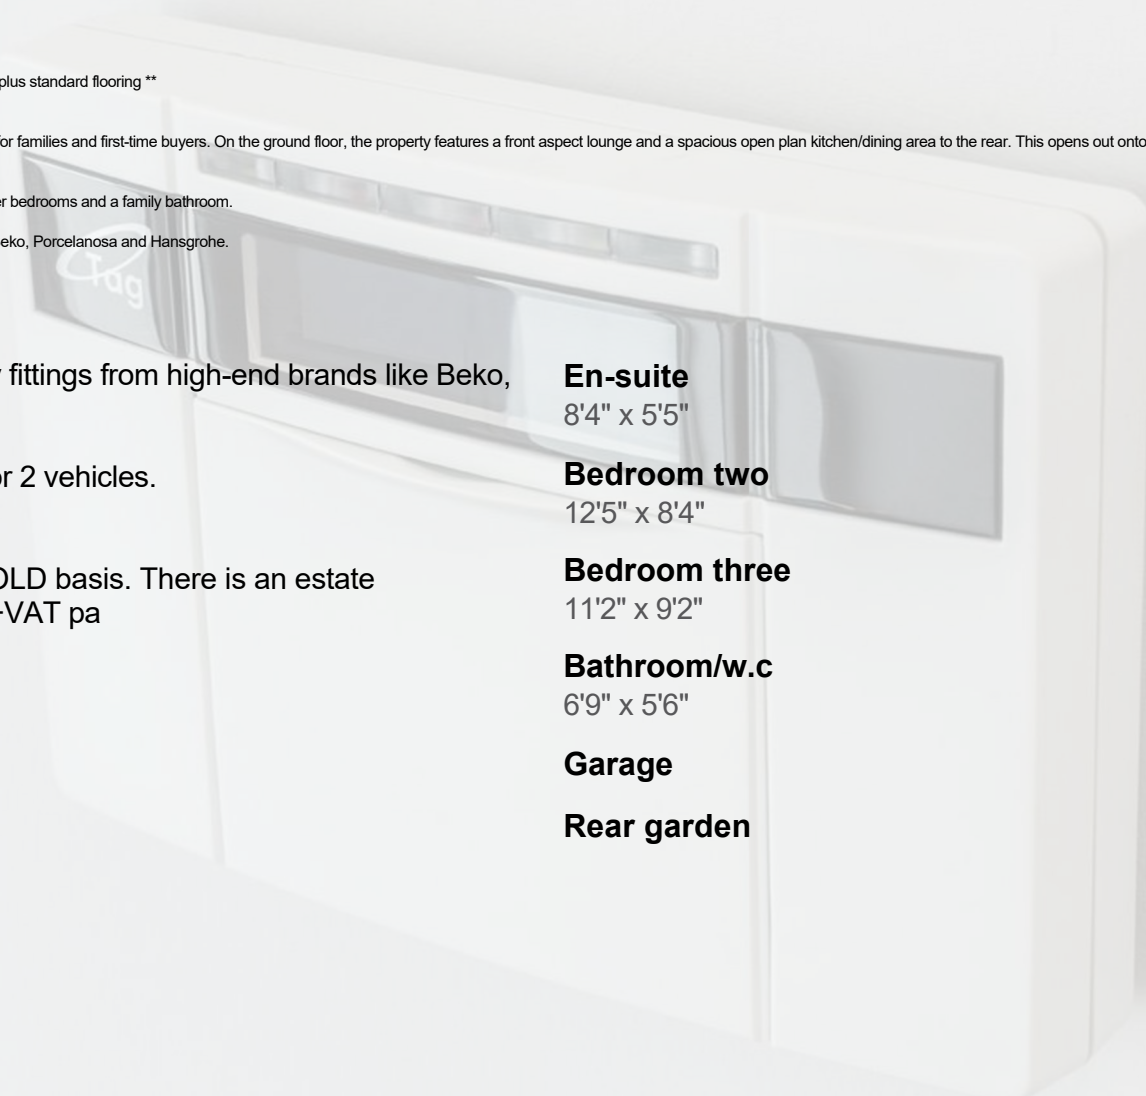 plus standard flooring **
or families and first-time buyers. On the ground floor, the property features a front aspect lounge and a spacious open plan kitchen/dining area to the rear. This opens out onto
er bedrooms and a family bathroom.
eko, Porcelanosa and Hansgrohe.
Tag
fittings from high-end brands like Beko,
or 2 vehicles.
OLD basis. There is an estate
+VAT pa
En-suite
8'4" x 5'5"
Bedroom two
12'5" x 8'4"
Bedroom three
11'2" x 9'2"
Bathroom/w.c
6'9" x 5'6"
Garage
Rear garden